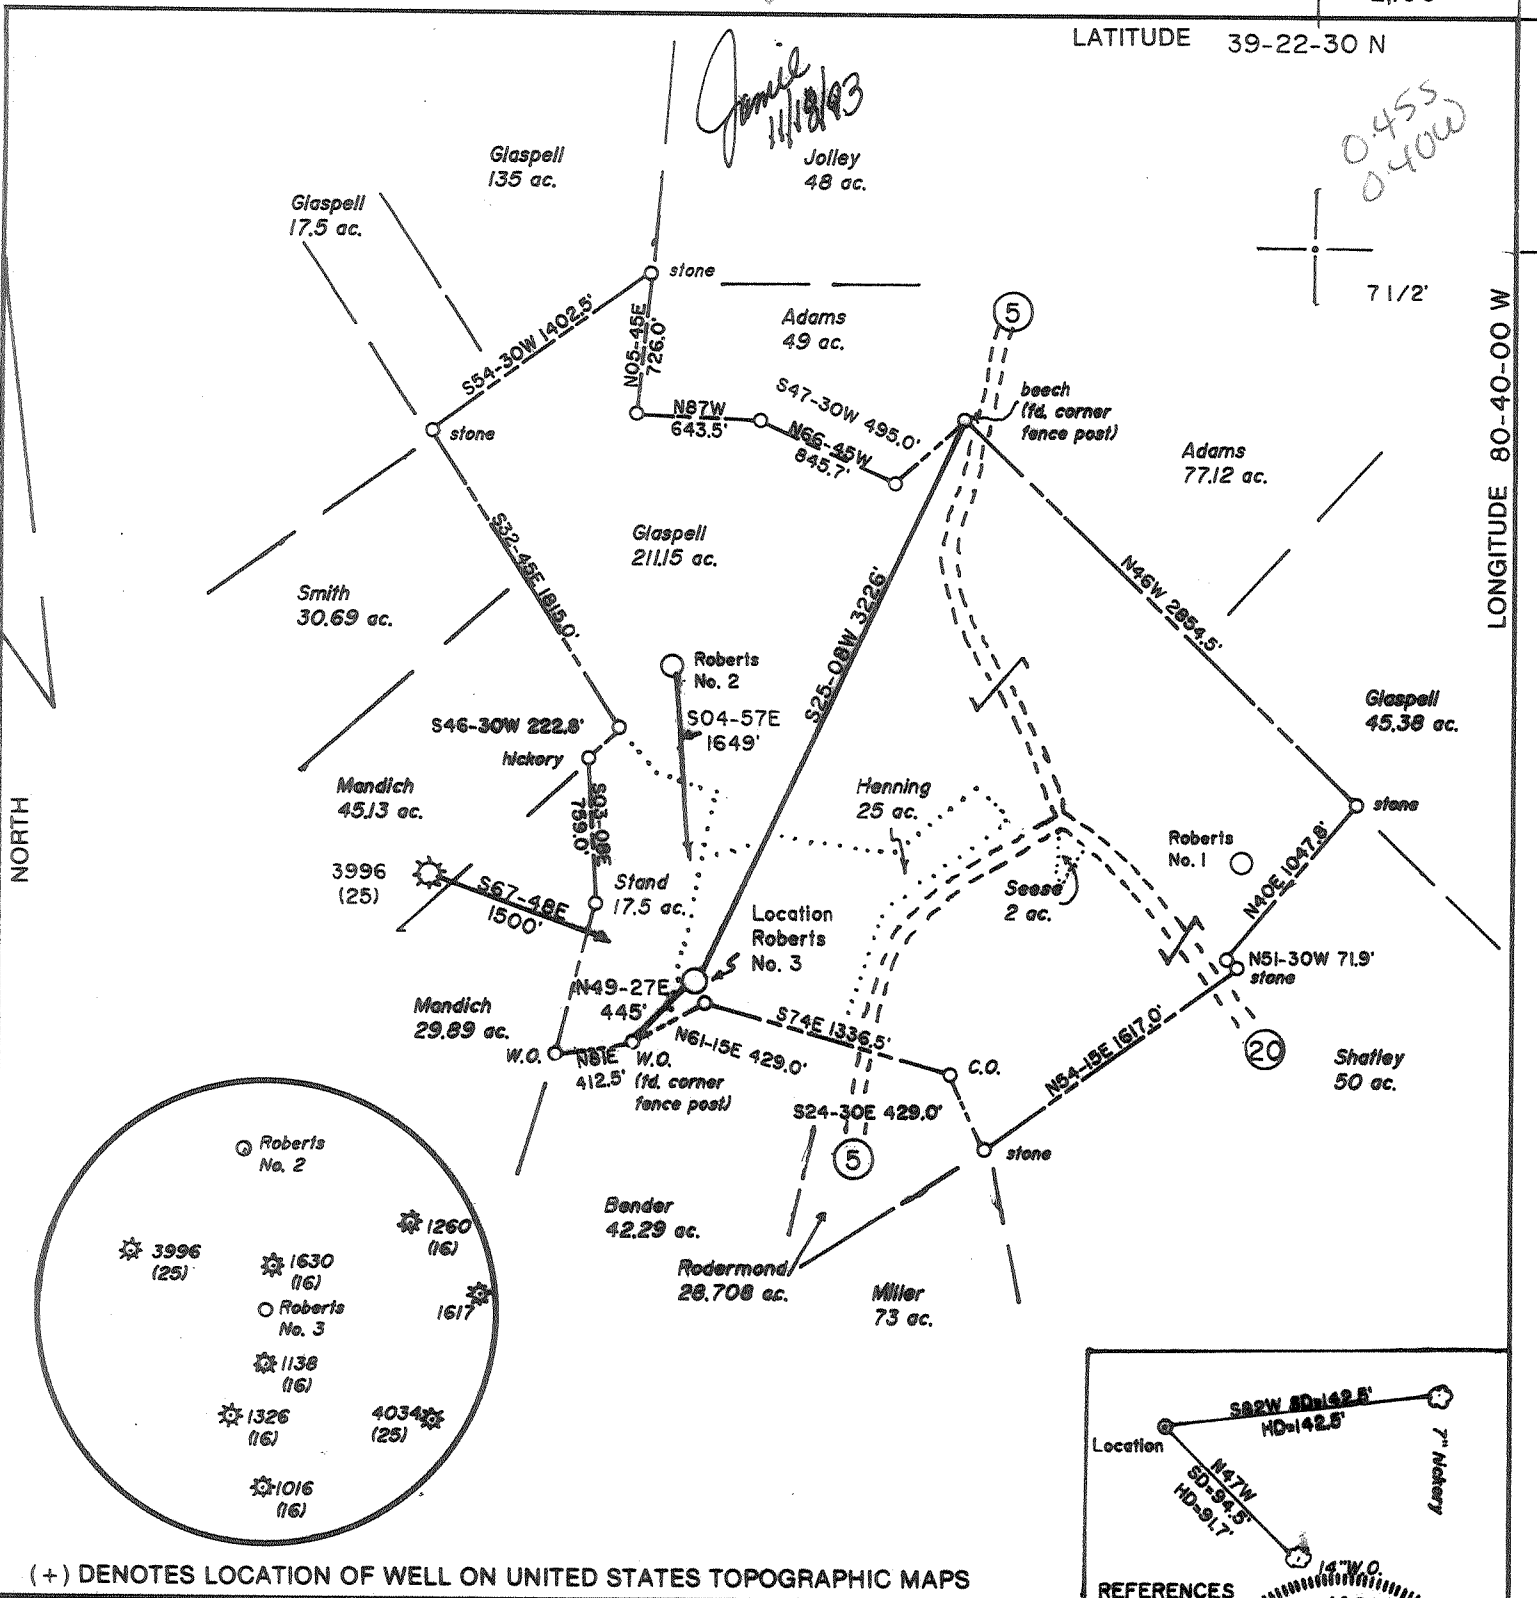 LATITUDE 39-22-30 N
Jamie
11/18/93
0.45S
0.40W
Glaspell
135 ac.
Jolley
48 ac.
Glaspell
17.5 ac.
stone
7 1/2'
LONGITUDE 80-40-00 W
S54-30W 1402.5'
N05-45E
726.0'
Adams
49 ac.
5
beech
(fd. corner
fence post)
stone
N87W
643.5'
S47-30W 495.0'
N66-45W
845.7'
Adams
77.12 ac.
Glaspell
211.15 ac.
S32-45E 1815.0'
Smith
30.69 ac.
N46W 2854.5'
S25-08W 3226'
Roberts
No. 2
S04-57E
1649'
S46-30W 222.8'
hickory
Glaspell
45.38 ac.
NORTH
Mandich
45.13 ac.
S03-08E
759.0'
Henning
25 ac.
stone
Roberts
No. 1
3996
(25)
S67-48E
1500'
Stand
17.5 ac.
Seese
2 ac.
N40E 1047.8'
Location
Roberts
No. 3
N51-30W 71.9'
stone
N49-27E
445'
Mandich
29.89 ac.
S74E 1336.5'
N61-15E 429.0'
W.O.
N81E
412.5'
W.O.
(fd. corner
fence post)
C.O.
N54-15E 1617.0'
20
Shatley
50 ac.
S24-30E 429.0'
5
stone
Bender
42.29 ac.
Rodermond
28.708 ac.
Miller
73 ac.
Roberts
No. 2
1260
(16)
3996
(25)
1630
(16)
1617
Roberts
No. 3
1138
(16)
1326
(16)
4034
(25)
1016
(16)
S82W SD=142.5'
HD=142.5'
Location
7" Hickory
N47W
SD=94.5'
HD=91.7'
14" W.O.
REFERENCES
(+) DENOTES LOCATION OF WELL ON UNITED STATES TOPOGRAPHIC MAPS